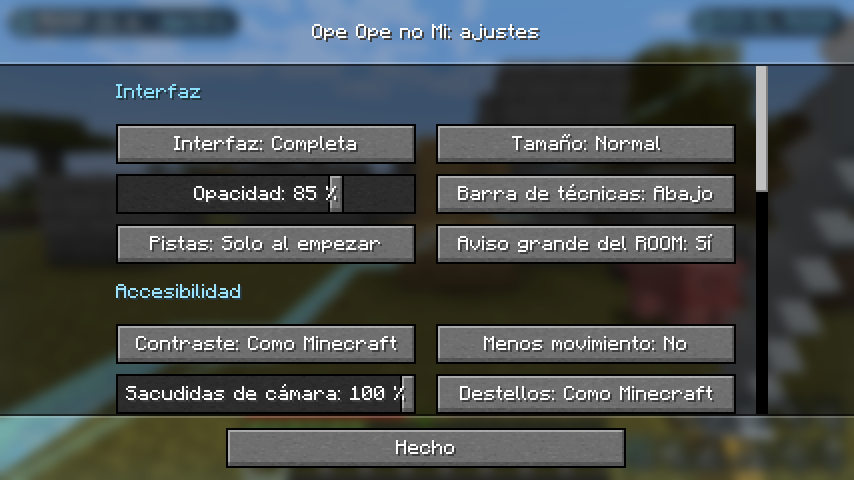 Ope Ope no Mi: ajustes
Interfaz
Interfaz: Completa
Tamaño: Normal
Opacidad: 85 %
Barra de técnicas: Abajo
Pistas: Solo al empezar
Aviso grande del ROOM: Sí
Accesibilidad
Contraste: Como Minecraft
Menos movimiento: No
Sacudidas de cámara: 100 %
Destellos: Como Minecraft
Hecho